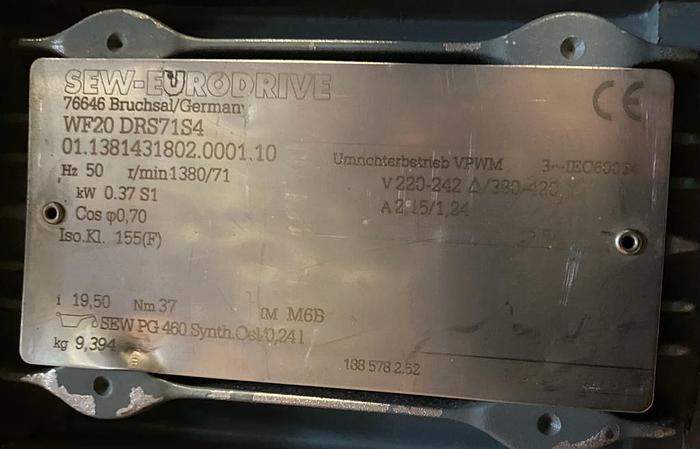 SEW-EURODRIVE
76646 Bruchsal/Germany
WF20 DRS71S4
01.1381431802.0001.10
Umrichterbetrieb VPWM 3~IEC60034
Hz 50 r/min 1380/71
V 220-242 Δ/380-420
kW 0.37 S1
A 2,15/1,24
Cos φ0,70
Iso.Kl. 155(F)
i 19,50 Nm 37 IM M6B
SEW PG 460 Synth.Oel/0,24 l
kg 9,394
188 578 2.52
CE